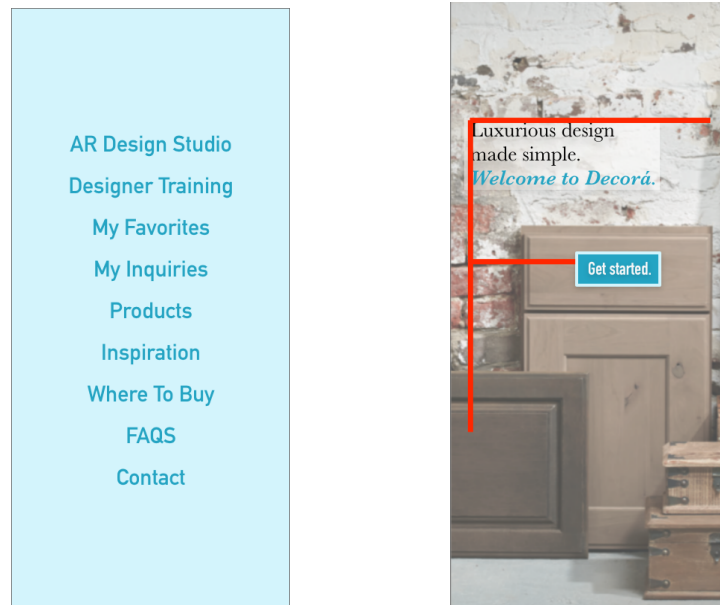 AR Design Studio
Designer Training
My Favorites
My Inquiries
Products
Inspiration
Where To Buy
FAQS
Contact
Luxurious design
made simple.
Welcome to Decorá.
Get started.